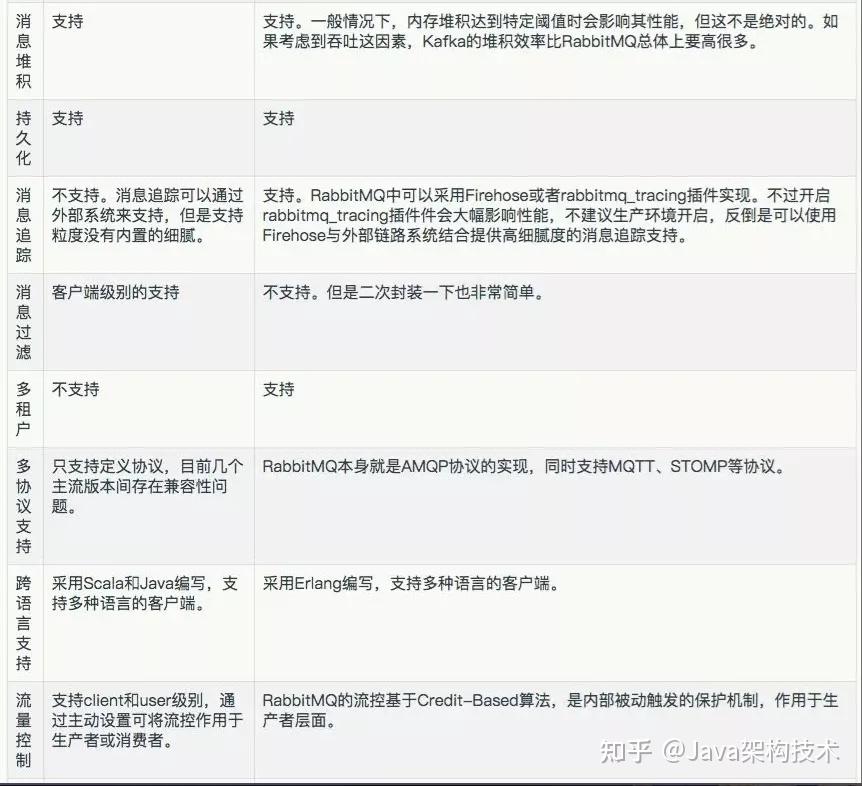 消
息
堆
积
支持
支持。一般情况下，内存堆积达到特定阈值时会影响其性能，但这不是绝对的。如
果考虑到吞吐这因素，Kafka的堆积效率比RabbitMQ总体上要高很多。
持
久
化
支持
支持
消
息
追
踪
不支持。消息追踪可以通过
外部系统来支持，但是支持
粒度没有内置的细腻。
支持。RabbitMQ中可以采用Firehose或者rabbitmq_tracing插件实现。不过开启
rabbitmq_tracing插件件会大幅影响性能，不建议生产环境开启，反倒是可以使用
Firehose与外部链路系统结合提供高细腻度的消息追踪支持。
消
息
过
滤
客户端级别的支持
不支持。但是二次封装一下也非常简单。
多
租
户
不支持
支持
多
协
议
支
持
只支持定义协议，目前几个
主流版本间存在兼容性问
题。
RabbitMQ本身就是AMQP协议的实现，同时支持MQTT、STOMP等协议。
跨
语
言
支
持
采用Scala和Java编写，支
持多种语言的客户端。
采用Erlang编写，支持多种语言的客户端。
流
量
控
制
支持client和user级别，通
过主动设置可将流控作用于
生产者或消费者。
RabbitMQ的流控基于Credit-Based算法，是内部被动触发的保护机制，作用于生
产者层面。
知乎 @Java架构技术